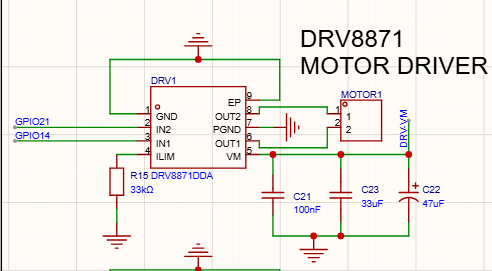 DRV8871
MOTOR DRIVER
DRV1
9
EP
1
GND
OUT2
8
GPIO21
2
IN2
PGND
7
GPIO14
3
IN1
OUT1
6
4
ILIM
VM
5
MOTOR1
1
1
2
2
DRV-VM
R15
33kΩ
DRV8871DDA
C21
100nF
C23
33uF
+
C22
47uF